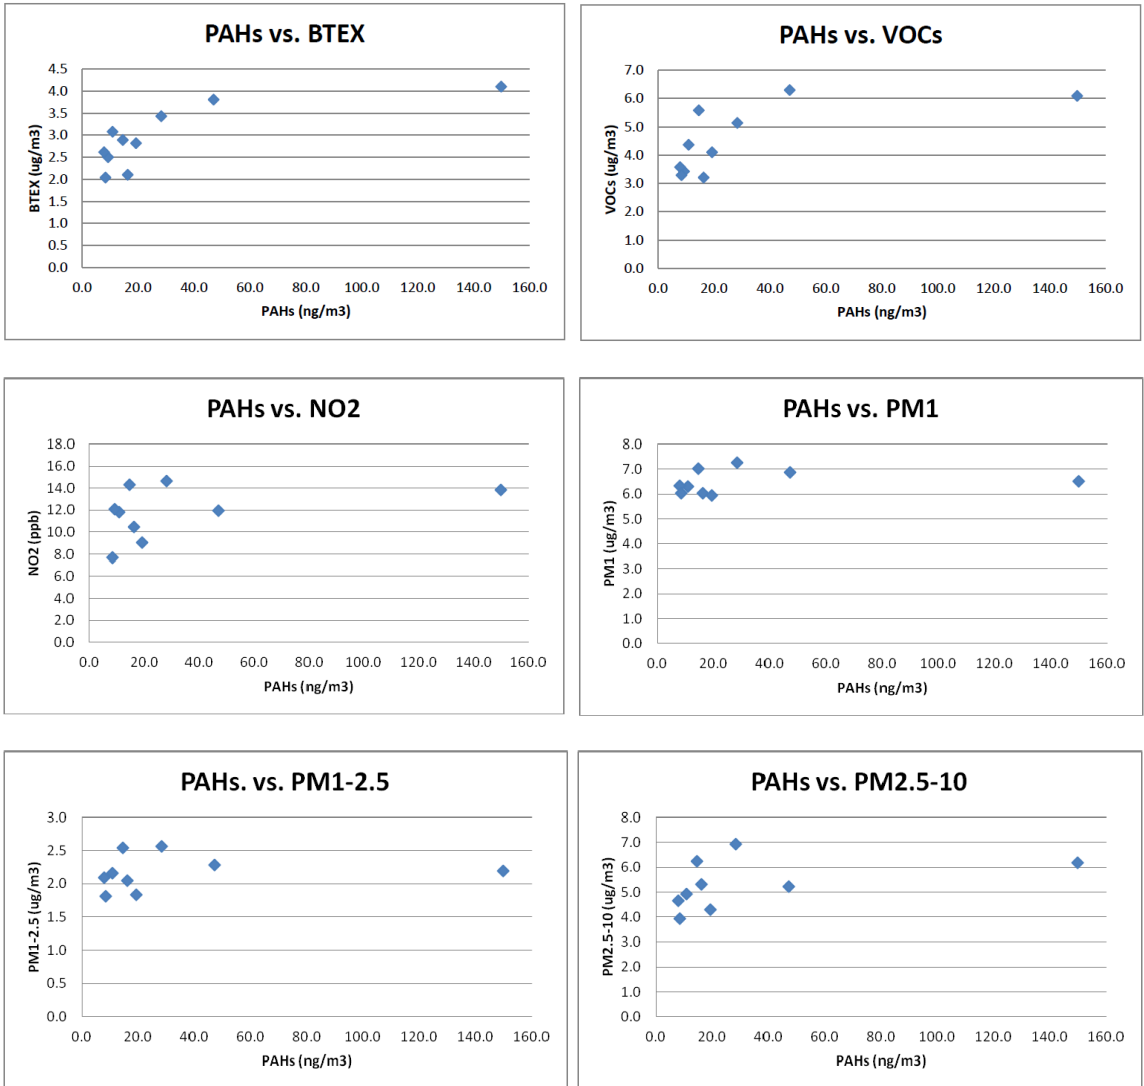 PAHs vs. BTEX
4.5
4.0
3.5
3.0
2.5
2.0
1.5
1.0
0.5
0.0
BTEX (ug/m3)
0.0 20.0 40.0 60.0 80.0 100.0 120.0 140.0 160.0
PAHs (ng/m3)
PAHs vs. VOCs
7.0
6.0
5.0
4.0
3.0
2.0
1.0
0.0
VOCs (ug/m3)
0.0 20.0 40.0 60.0 80.0 100.0 120.0 140.0 160.0
PAHs (ng/m3)
PAHs vs. NO2
18.0
16.0
14.0
12.0
10.0
8.0
6.0
4.0
2.0
0.0
NO2 (ppb)
0.0 20.0 40.0 60.0 80.0 100.0 120.0 140.0 160.0
PAHs (ng/m3)
PAHs vs. PM1
8.0
7.0
6.0
5.0
4.0
3.0
2.0
1.0
0.0
PM1 (ug/m3)
0.0 20.0 40.0 60.0 80.0 100.0 120.0 140.0 160.0
PAHs (ng/m3)
PAHs. vs. PM1-2.5
3.0
2.5
2.0
1.5
1.0
0.5
0.0
PM1-2.5 (ug/m3)
0.0 20.0 40.0 60.0 80.0 100.0 120.0 140.0 160.0
PAHs (ng/m3)
PAHs vs. PM2.5-10
8.0
7.0
6.0
5.0
4.0
3.0
2.0
1.0
0.0
PM2.5-10 (ug/m3)
0.0 20.0 40.0 60.0 80.0 100.0 120.0 140.0 160.0
PAHs (ng/m3)